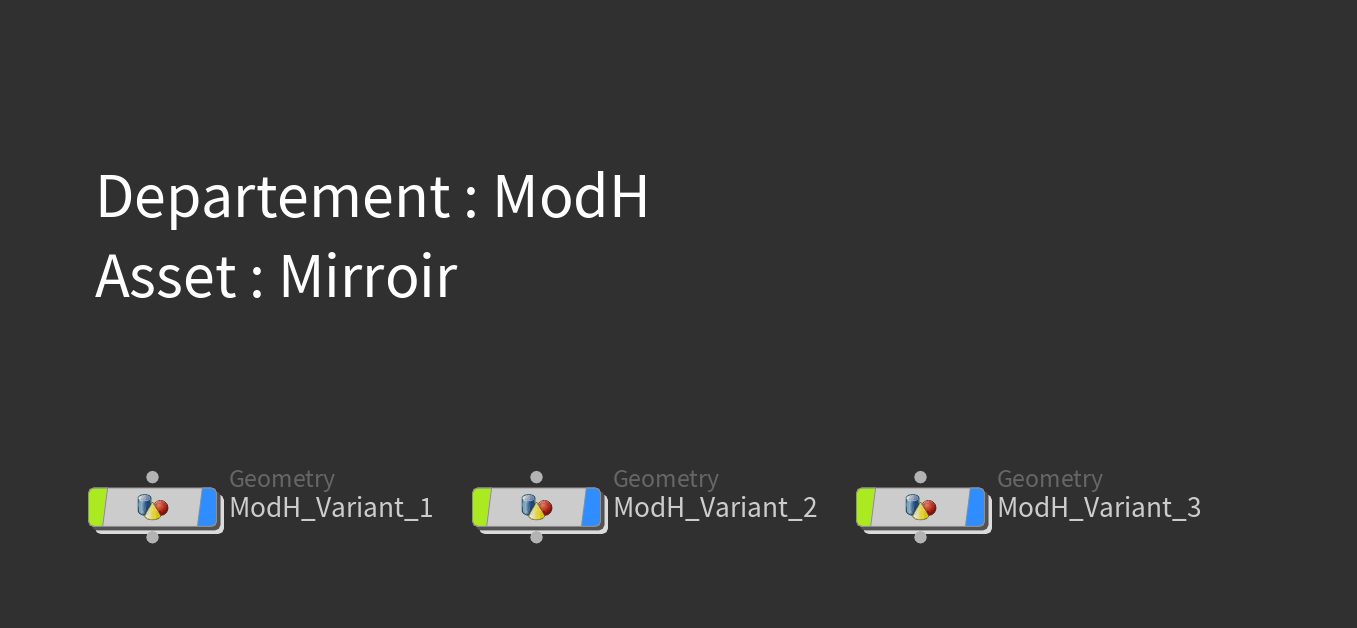 Departement : ModH
Asset : Mirroir
Geometry
ModH_Variant_1
Geometry
ModH_Variant_2
Geometry
ModH_Variant_3